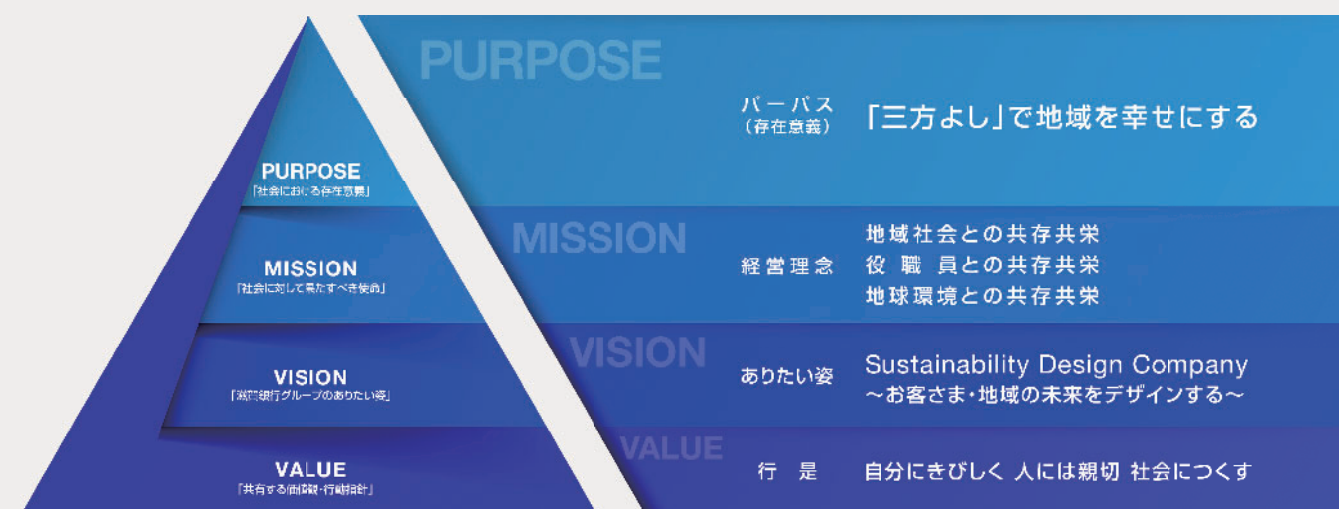 PURPOSE
「社会における存在意義」
MISSION
「社会に対して果たすべき使命」
VISION
「滋賀銀行グループのありたい姿」
VALUE
「共有する価値観・行動指針」
PURPOSE
パーパス
（存在意義）
「三方よし」で地域を幸せにする
MISSION
経営理念
地域社会との共存共栄
役職員との共存共栄
地球環境との共存共栄
VISION
ありたい姿
Sustainability Design Company
～お客さま・地域の未来をデザインする～
VALUE
行是
自分にきびしく 人には親切 社会につくす